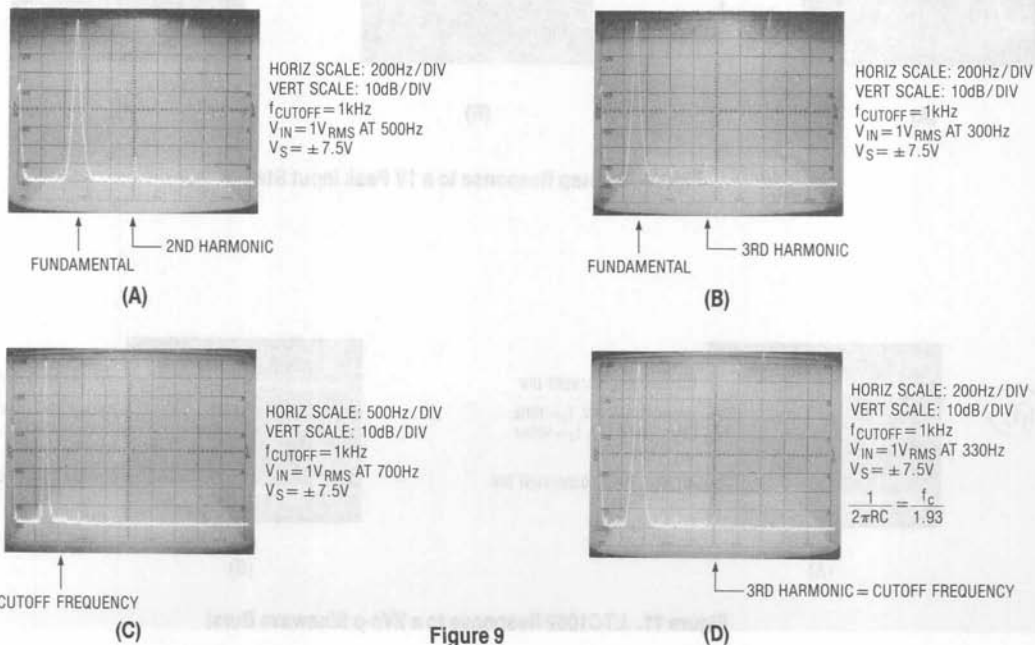 HORIZ SCALE: 200Hz/DIV
VERT SCALE: 10dB/DIV
fCUTOFF = 1kHz
VIN = 1VRMS AT 500Hz
VS = ±7.5V
2ND HARMONIC
FUNDAMENTAL
(A)
HORIZ SCALE: 200Hz/DIV
VERT SCALE: 10dB/DIV
fCUTOFF = 1kHz
VIN = 1VRMS AT 300Hz
VS = ±7.5V
3RD HARMONIC
FUNDAMENTAL
(B)
HORIZ SCALE: 500Hz/DIV
VERT SCALE: 10dB/DIV
fCUTOFF = 1kHz
VIN = 1VRMS AT 700Hz
VS = ±7.5V
CUTOFF FREQUENCY
(C)
HORIZ SCALE: 200Hz/DIV
VERT SCALE: 10dB/DIV
fCUTOFF = 1kHz
VIN = 1VRMS AT 330Hz
VS = ±7.5V
1/2πRC = fc/1.93
3RD HARMONIC = CUTOFF FREQUENCY
(D)
Figure 9